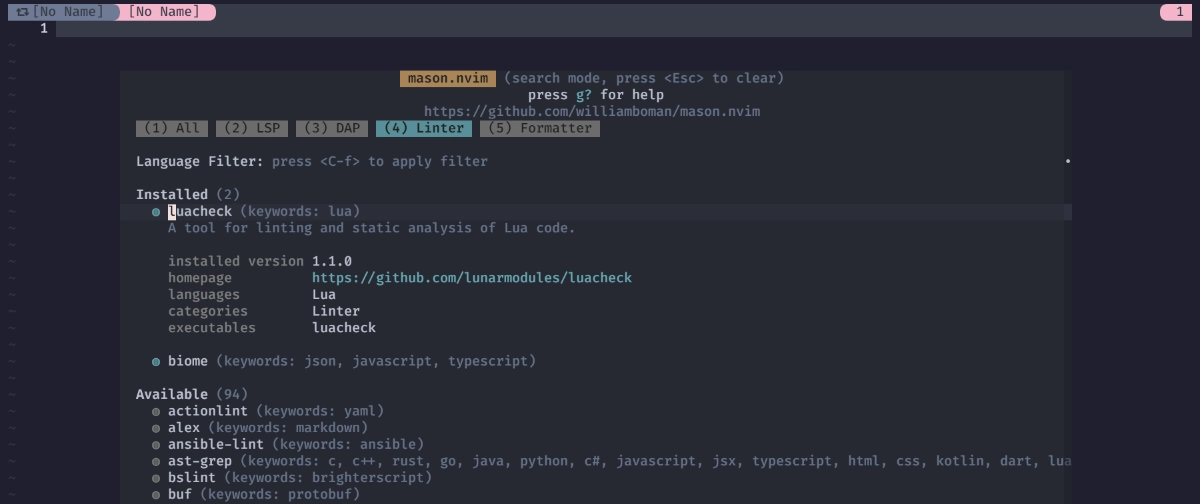 [No Name] [No Name] 1
1
mason.nvim (search mode, press <Esc> to clear)
press g? for help
https://github.com/williamboman/mason.nvim
(1) All (2) LSP (3) DAP (4) Linter (5) Formatter
Language Filter: press <C-f> to apply filter
Installed (2)
luacheck (keywords: lua)
A tool for linting and static analysis of Lua code.
installed version 1.1.0
homepage https://github.com/lunarmodules/luacheck
languages Lua
categories Linter
executables luacheck
biome (keywords: json, javascript, typescript)
Available (94)
actionlint (keywords: yaml)
alex (keywords: markdown)
ansible-lint (keywords: ansible)
ast-grep (keywords: c, c++, rust, go, java, python, c#, javascript, jsx, typescript, html, css, kotlin, dart, lua
bslint (keywords: brighterscript)
buf (keywords: protobuf)